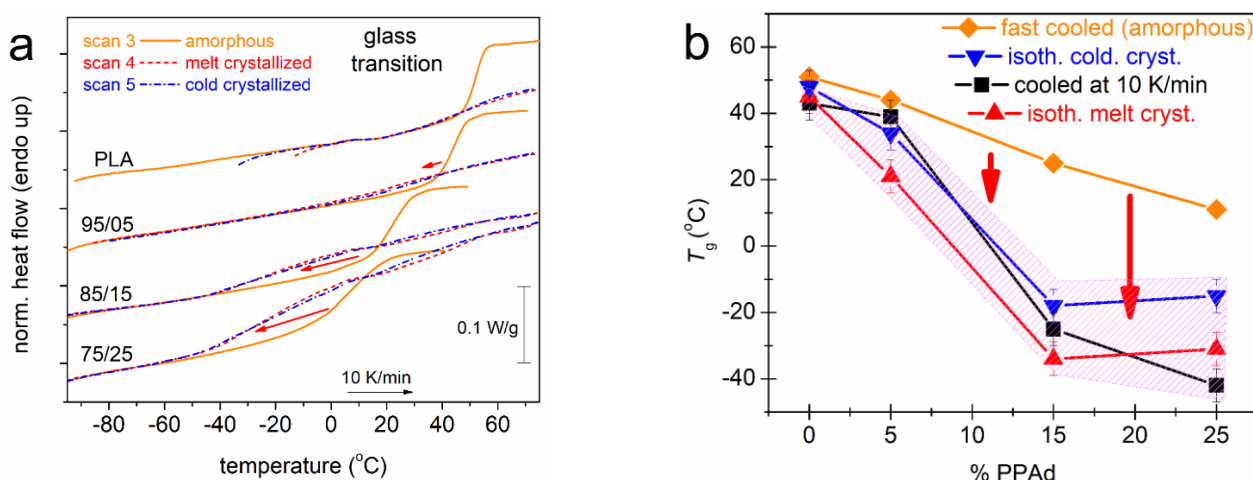 a
scan 3 amorphous
scan 4 melt crystallized
scan 5 cold crystallized
glass
transition
PLA
95/05
85/15
75/25
0.1 W/g
10 K/min
norm. heat flow (endo up)
-80 -60 -40 -20 0 20 40 60
temperature (°C)
b
fast cooled (amorphous)
isoth. cold. cryst.
cooled at 10 K/min
isoth. melt cryst.
60
40
20
0
-20
-40
Tg (°C)
0 5 10 15 20 25
% PPAd